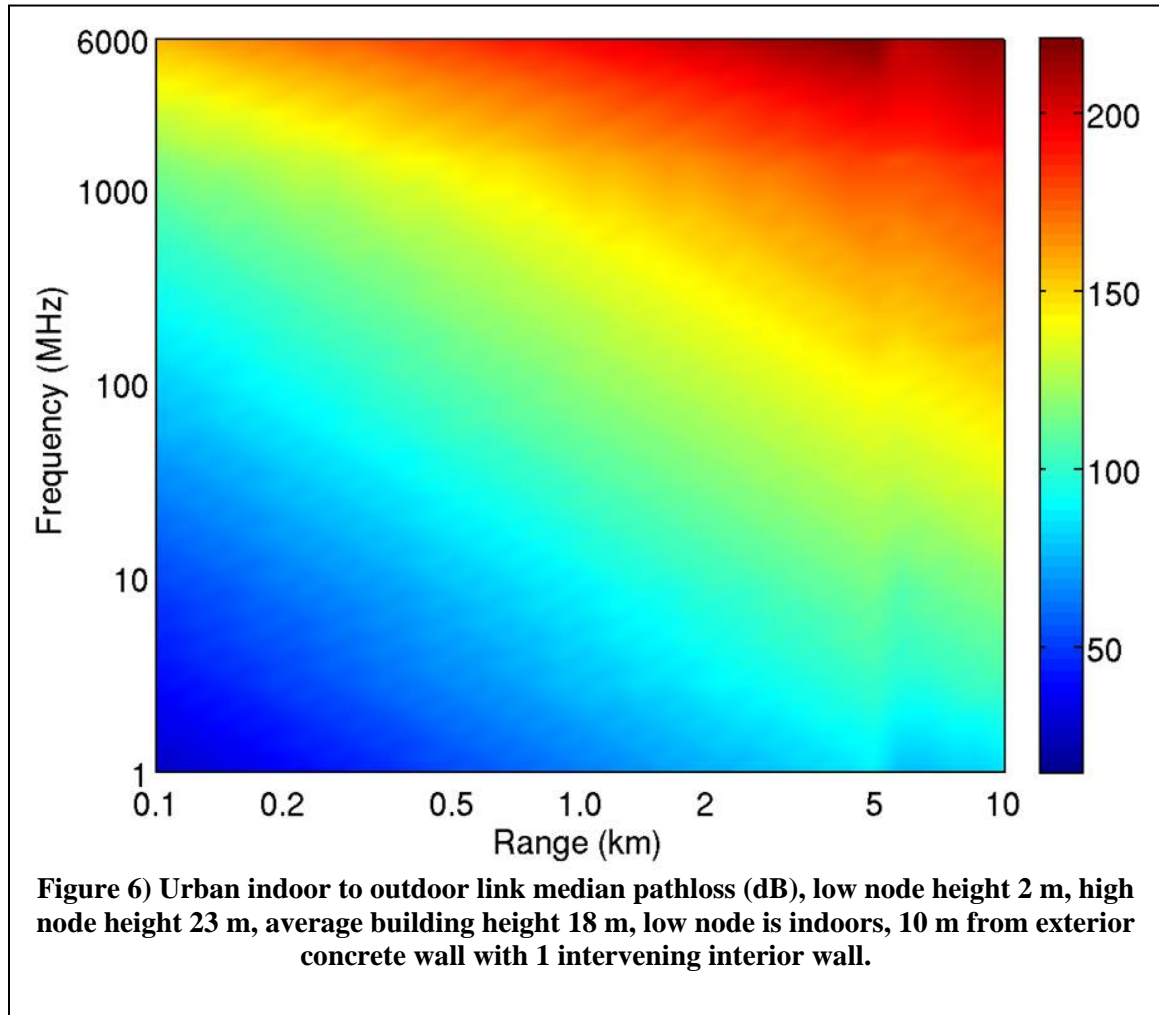 6000
1000
100
10
1
Frequency (MHz)
0.1 0.2 0.5 1.0 2 5 10
Range (km)
200
150
100
50
Figure 6) Urban indoor to outdoor link median pathloss (dB), low node height 2 m, high
node height 23 m, average building height 18 m, low node is indoors, 10 m from exterior
concrete wall with 1 intervening interior wall.